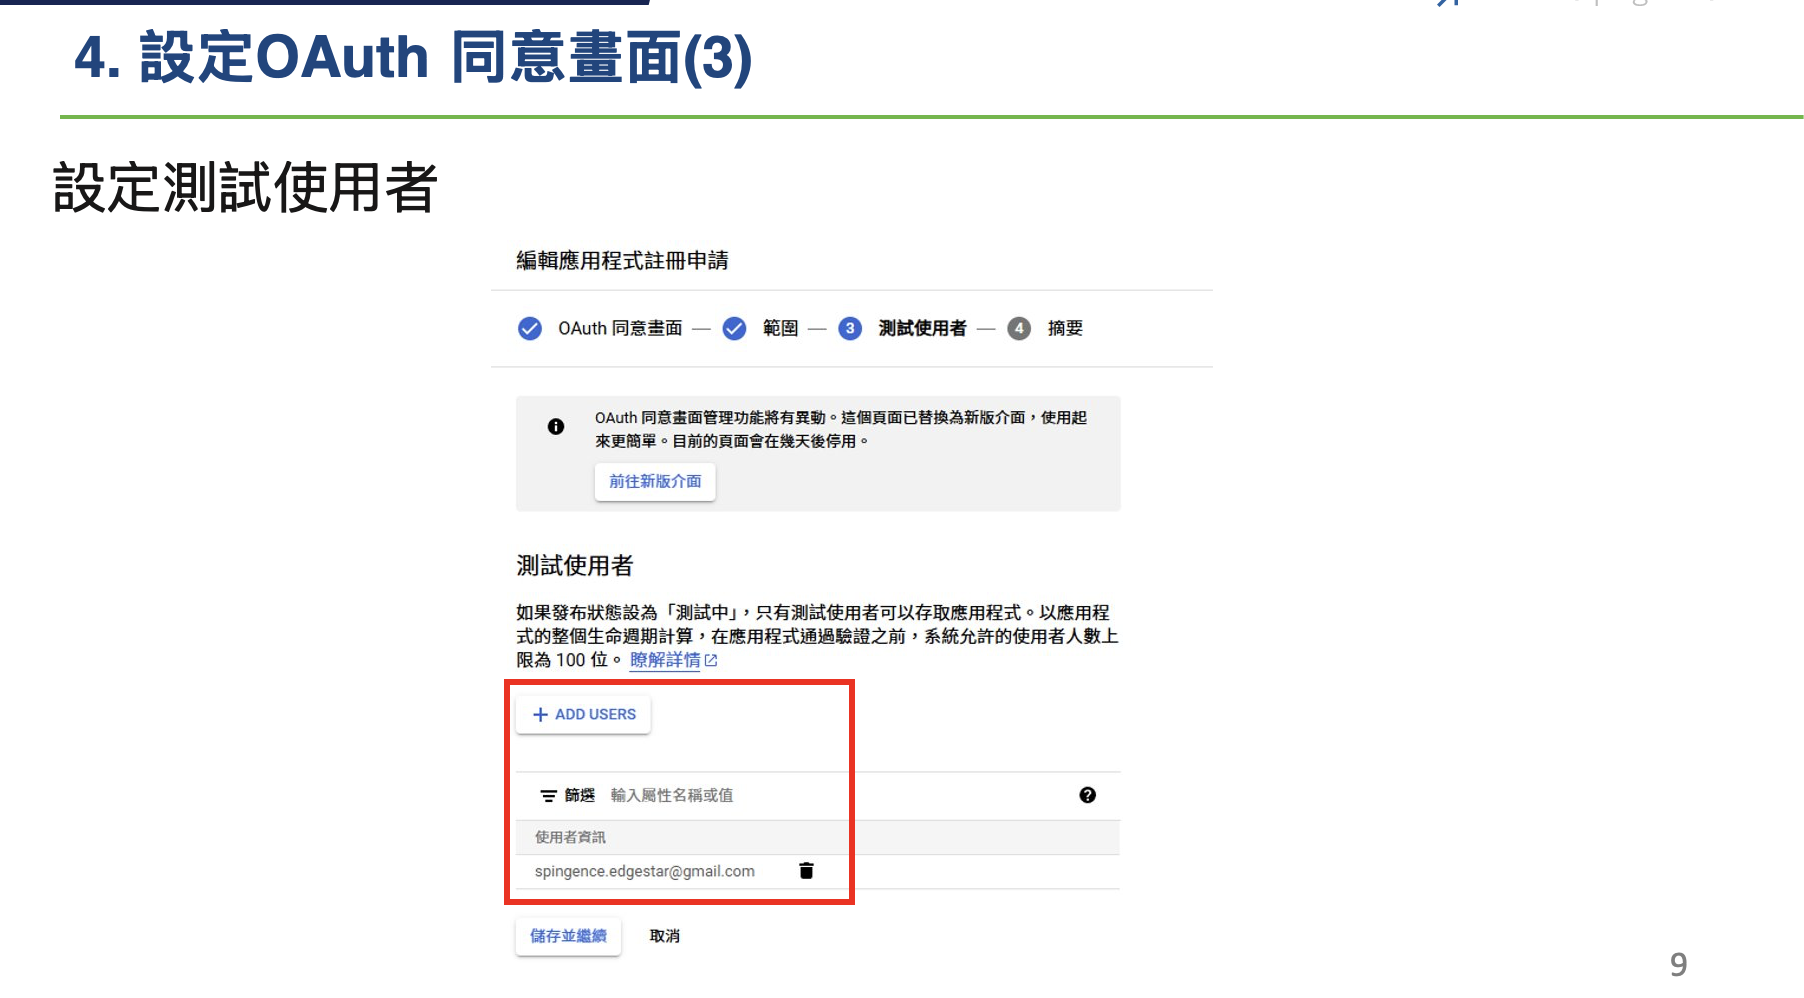 4. 設定OAuth 同意畫面(3)
設定測試使用者
編輯應用程式註冊申請
OAuth 同意畫面 — 範圍 — 3 測試使用者 — 4 摘要
OAuth 同意畫面管理功能將有異動。這個頁面已替換為新版介面，使用起
來更簡單。目前的頁面會在幾天後停用。
前往新版介面
測試使用者
如果發布狀態設為「測試中」，只有測試使用者可以存取應用程式。以應用程
式的整個生命週期計算，在應用程式通過驗證之前，系統允許的使用者人數上
限為 100 位。 瞭解詳情
+ ADD USERS
篩選 輸入屬性名稱或值
使用者資訊
spingence.edgestar@gmail.com
儲存並繼續 取消
9